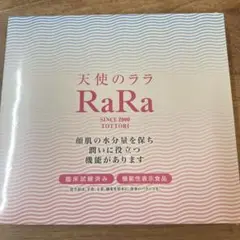 天使のララ
RaRa
SINCE 2000
TOTTORI
顔肌の水分量を保ち
潤いに役立つ
機能があります
臨床試験済み
機能性表示食品